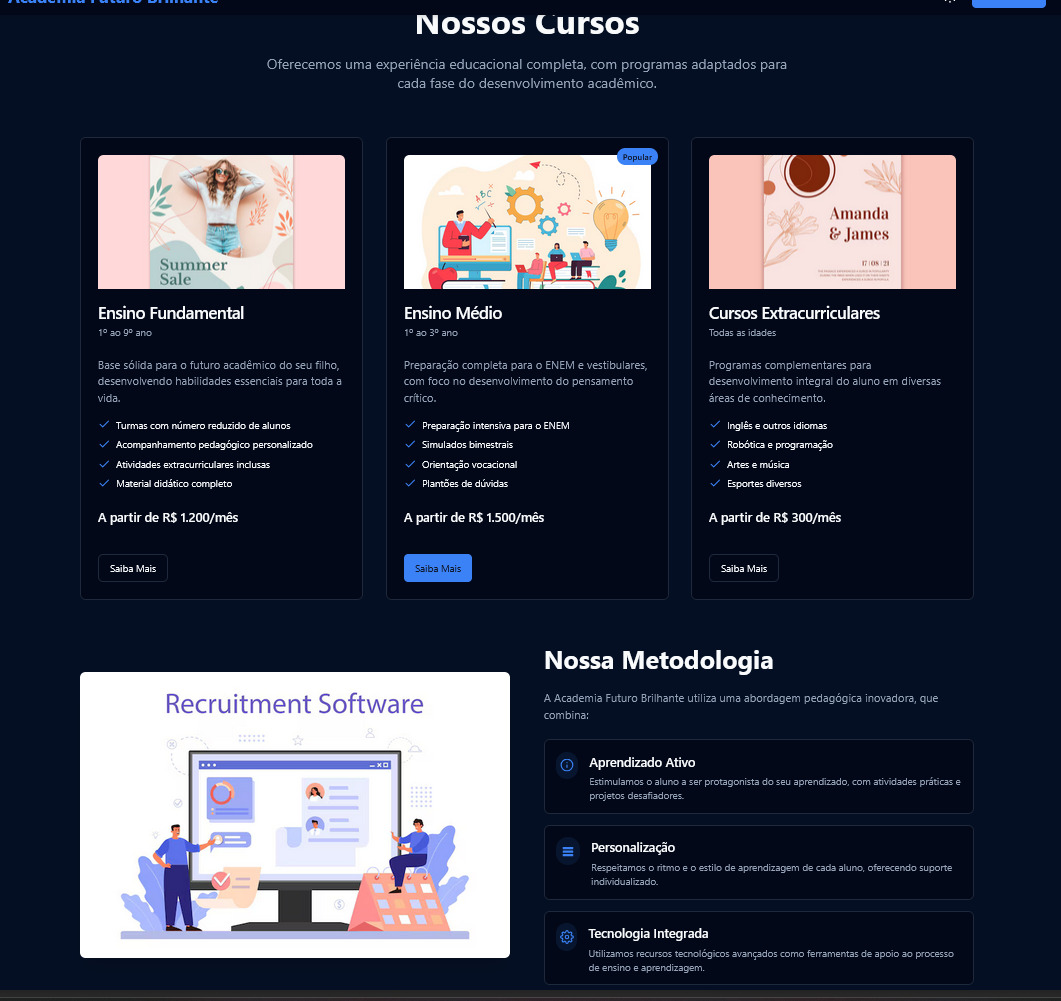 Academia Futuro Brilhante
Nossos Cursos
Oferecemos uma experiência educacional completa, com programas adaptados para
cada fase do desenvolvimento acadêmico.
Summer
Sale
Ensino Fundamental
1º ao 9º ano
Base sólida para o futuro acadêmico do seu filho,
desenvolvendo habilidades essenciais para toda a
vida.
Turmas com número reduzido de alunos
Acompanhamento pedagógico personalizado
Atividades extracurriculares inclusas
Material didático completo
A partir de R$ 1.200/mês
Saiba Mais
Popular
ABC
Ensino Médio
1º ao 3º ano
Preparação completa para o ENEM e vestibulares,
com foco no desenvolvimento do pensamento
crítico.
Preparação intensiva para o ENEM
Simulados bimestrais
Orientação vocacional
Plantões de dúvidas
A partir de R$ 1.500/mês
Saiba Mais
Amanda
& James
17 | 08 | 21
Cursos Extracurriculares
Todas as idades
Programas complementares para
desenvolvimento integral do aluno em diversas
áreas de conhecimento.
Inglês e outros idiomas
Robótica e programação
Artes e música
Esportes diversos
A partir de R$ 300/mês
Saiba Mais
Recruitment Software
Nossa Metodologia
A Academia Futuro Brilhante utiliza uma abordagem pedagógica inovadora, que
combina:
Aprendizado Ativo
Estimulamos o aluno a ser protagonista do seu aprendizado, com atividades práticas e
projetos desafiadores.
Personalização
Respeitamos o ritmo e o estilo de aprendizagem de cada aluno, oferecendo suporte
individualizado.
Tecnologia Integrada
Utilizamos recursos tecnológicos avançados como ferramentas de apoio ao processo
de ensino e aprendizagem.